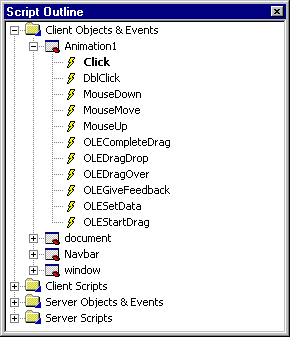 Script Outline
Client Objects & Events
Animation1
Click
DblClick
MouseDown
MouseMove
MouseUp
OLECompleteDrag
OLEDragDrop
OLEDragOver
OLEGiveFeedback
OLESetData
OLEStartDrag
document
Navbar
window
Client Scripts
Server Objects & Events
Server Scripts